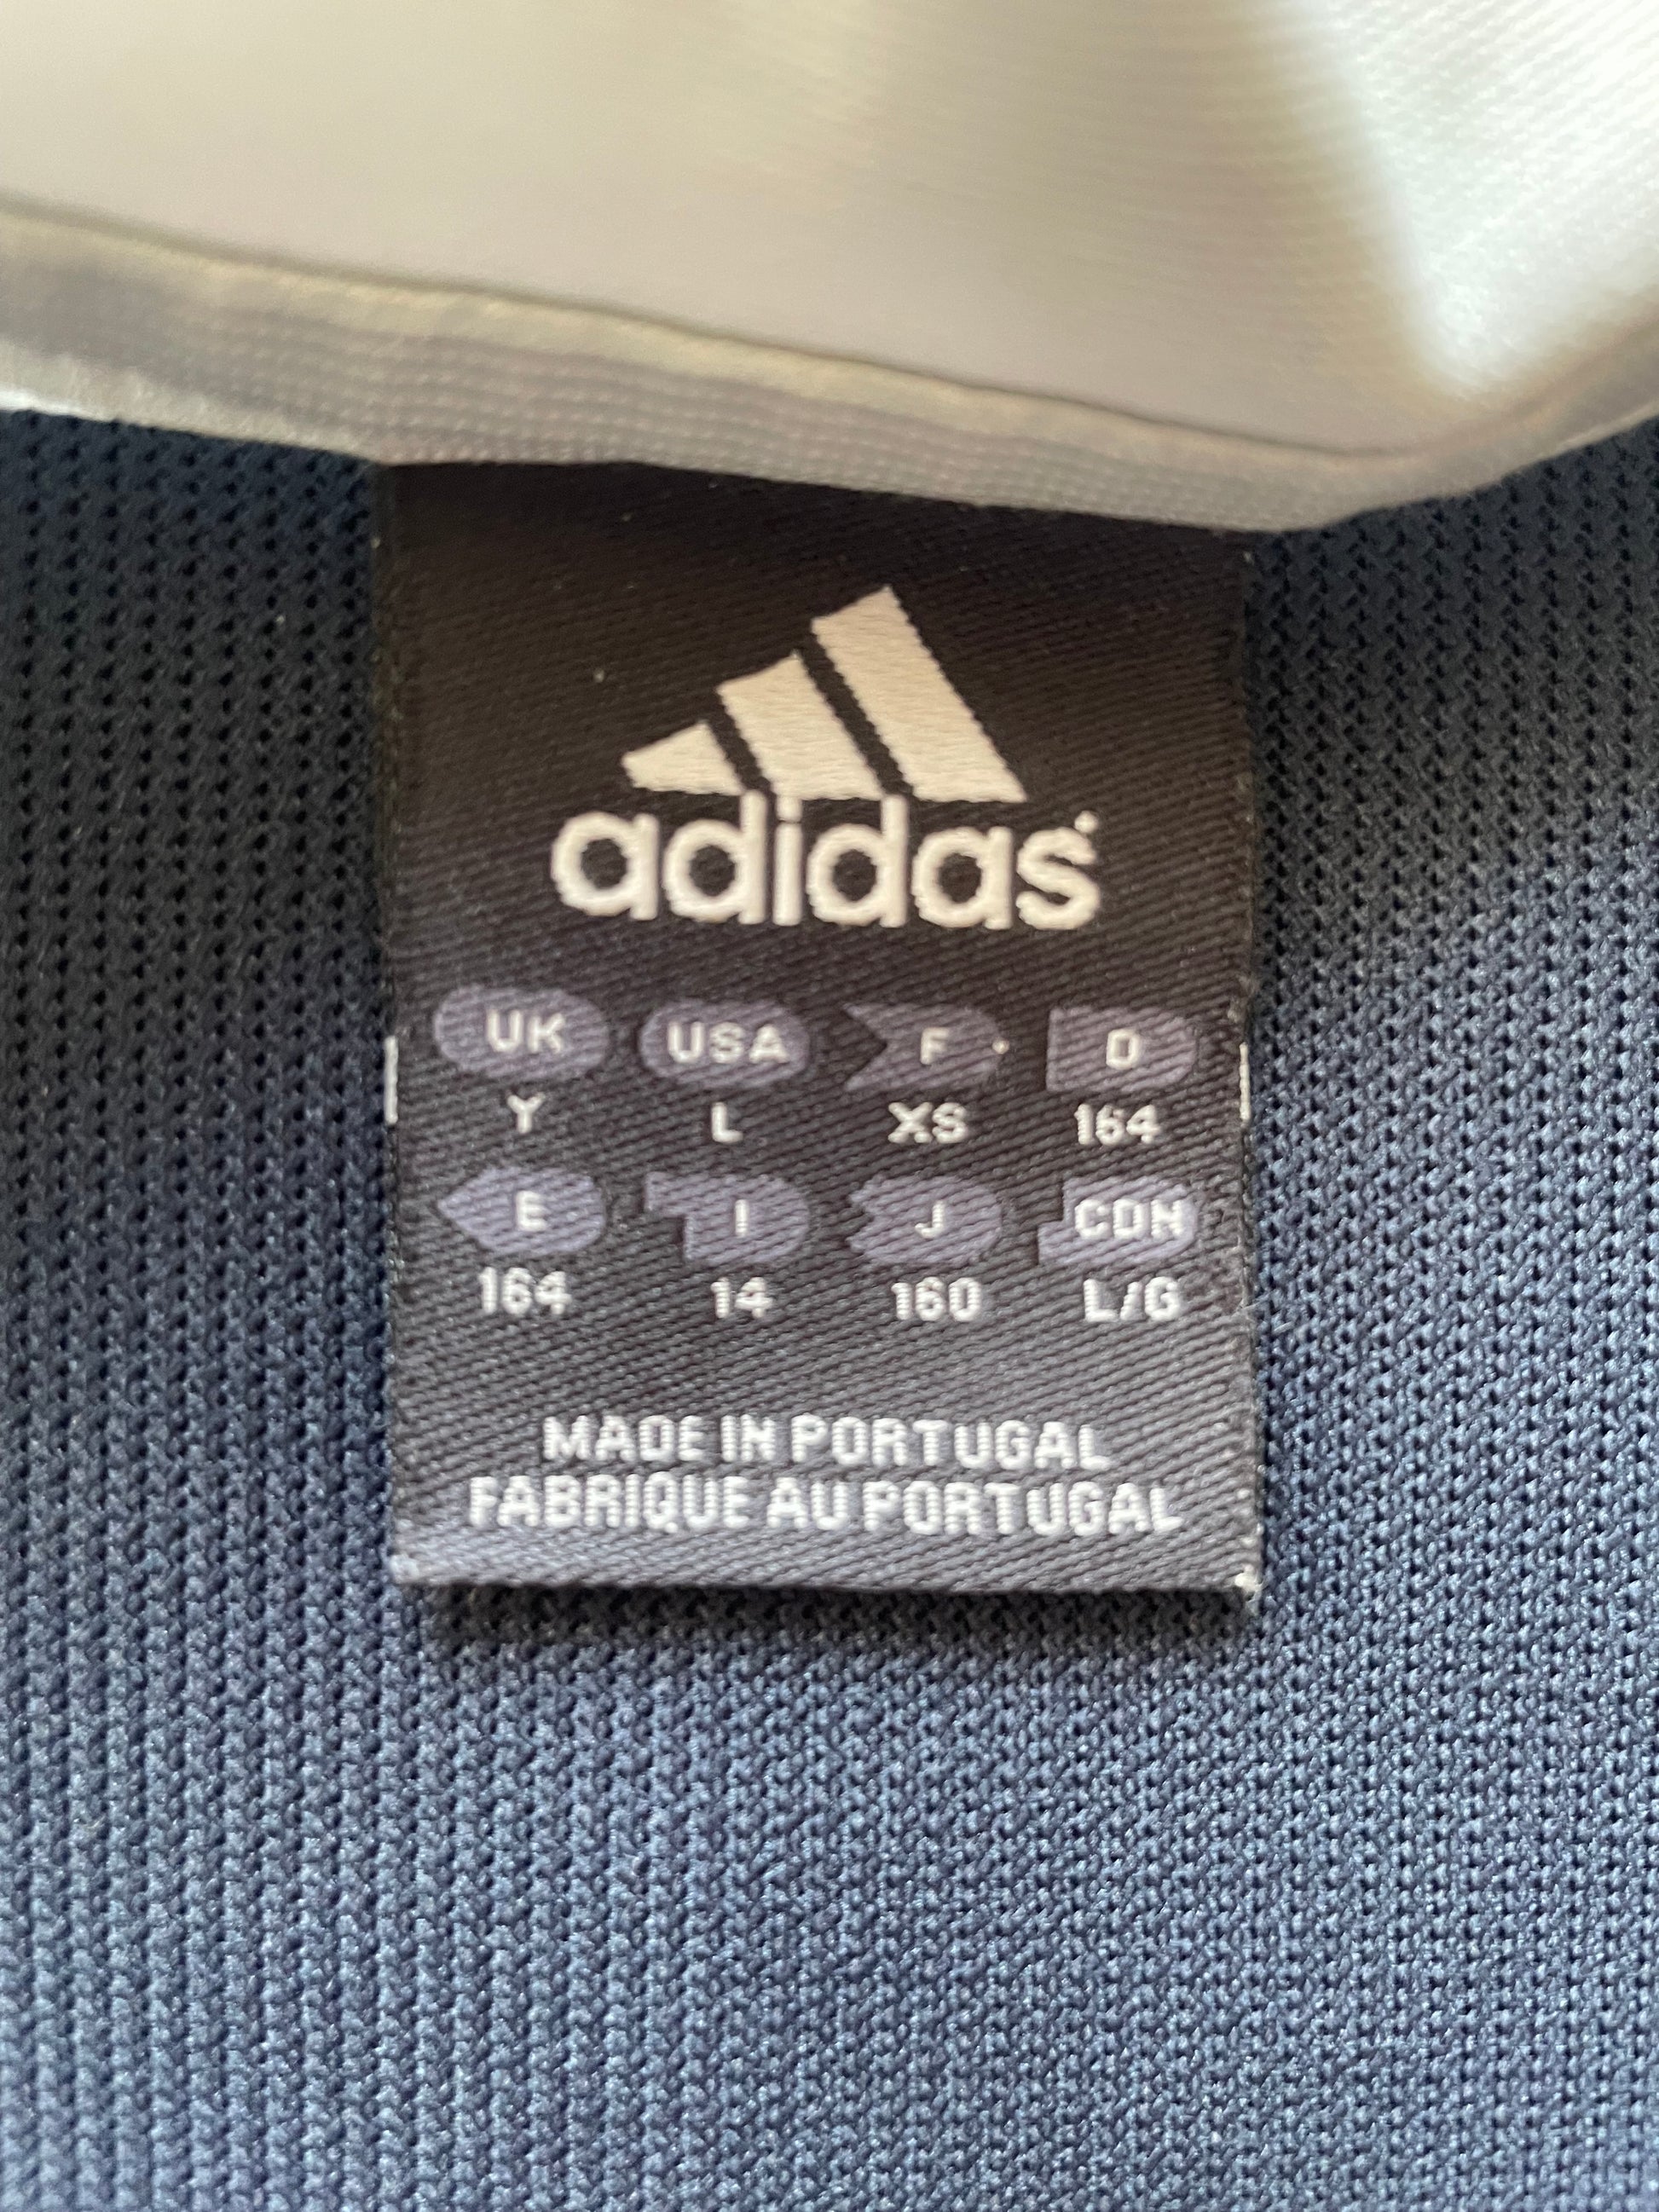 adidas
UK USA F D
Y L XS 164
E I J CDN
164 14 160 L/G
MADE IN PORTUGAL
FABRIQUE AU PORTUGAL